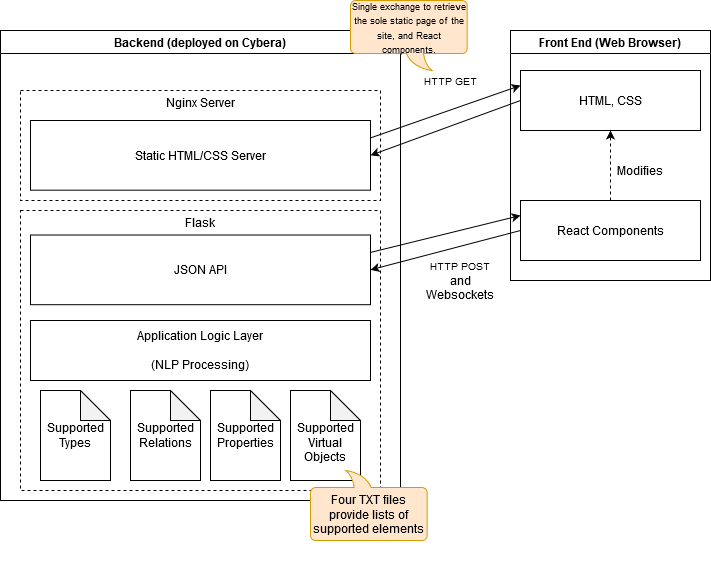 Single exchange to retrieve
the sole static page of the
site, and React
components.
Backend (deployed on Cybera)
Front End (Web Browser)
HTTP GET
Nginx Server
HTML, CSS
Static HTML/CSS Server
Modifies
Flask
React Components
JSON API
HTTP POST
and
Websockets
Application Logic Layer
(NLP Processing)
Supported
Types
Supported
Relations
Supported
Properties
Supported
Virtual
Objects
Four TXT files
provide lists of
supported elements